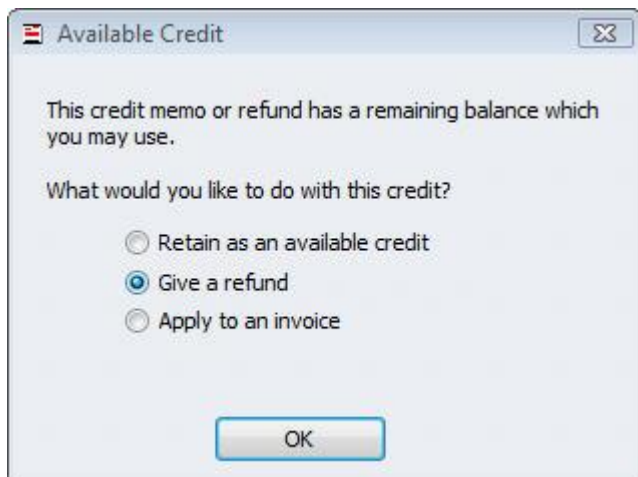 Available Credit
This credit memo or refund has a remaining balance which
you may use.
What would you like to do with this credit?
Retain as an available credit
Give a refund
Apply to an invoice
OK